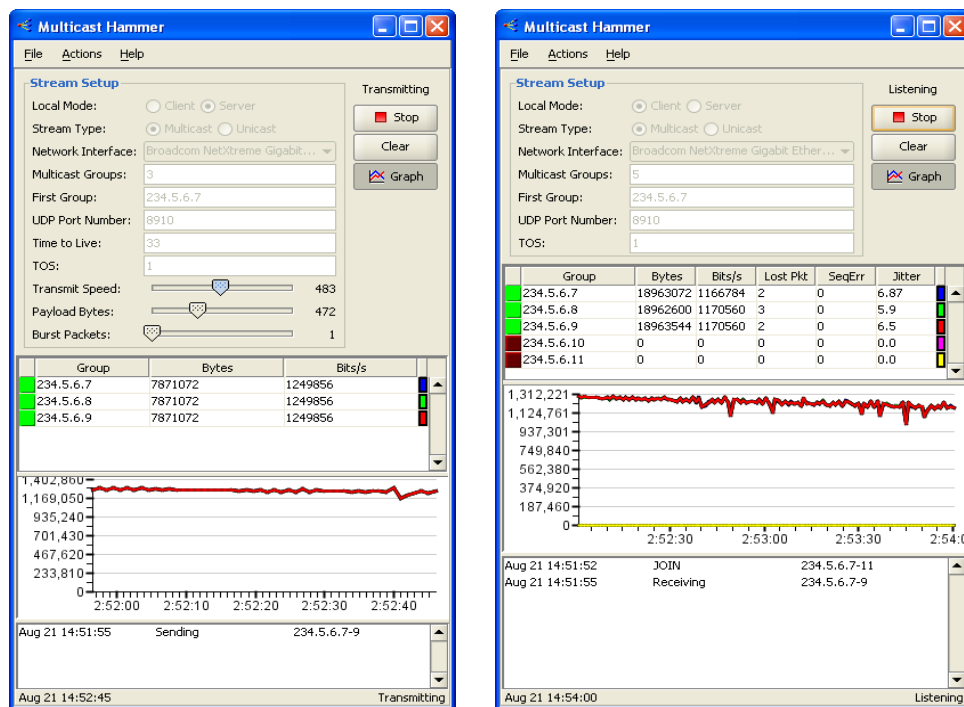 Multicast Hammer
File Actions Help
Stream Setup
Transmitting
Local Mode: Client Server
Stop
Stream Type: Multicast Unicast
Clear
Network Interface: Broadcom NetXtreme Gigabit...
Graph
Multicast Groups: 3
First Group: 234.5.6.7
UDP Port Number: 8910
Time to Live: 33
TOS: 1
Transmit Speed: 483
Payload Bytes: 472
Burst Packets: 1
Group Bytes Bits/s
234.5.6.7 7871072 1249856
234.5.6.8 7871072 1249856
234.5.6.9 7871072 1249856
1,402,860
1,169,050
935,240
701,430
467,620
233,810
0
2:52:00 2:52:10 2:52:20 2:52:30 2:52:40
Aug 21 14:51:55 Sending 234.5.6.7-9
Aug 21 14:52:45 Transmitting
Multicast Hammer
File Actions Help
Stream Setup
Listening
Local Mode: Client Server
Stop
Stream Type: Multicast Unicast
Clear
Network Interface: Broadcom NetXtreme Gigabit Ether...
Graph
Multicast Groups: 5
First Group: 234.5.6.7
UDP Port Number: 8910
TOS: 1
Group Bytes Bits/s Lost Pkt SeqErr Jitter
234.5.6.7 18963072 1166784 2 0 6.87
234.5.6.8 18962600 1170560 3 0 5.9
234.5.6.9 18963544 1170560 2 0 6.5
234.5.6.10 0 0 0 0 0.0
234.5.6.11 0 0 0 0 0.0
1,312,221
1,124,761
937,301
749,840
562,380
374,920
187,460
0
2:52:30 2:53:00 2:53:30 2:54:0
Aug 21 14:51:52 JOIN 234.5.6.7-11
Aug 21 14:51:55 Receiving 234.5.6.7-9
Aug 21 14:54:00 Listening